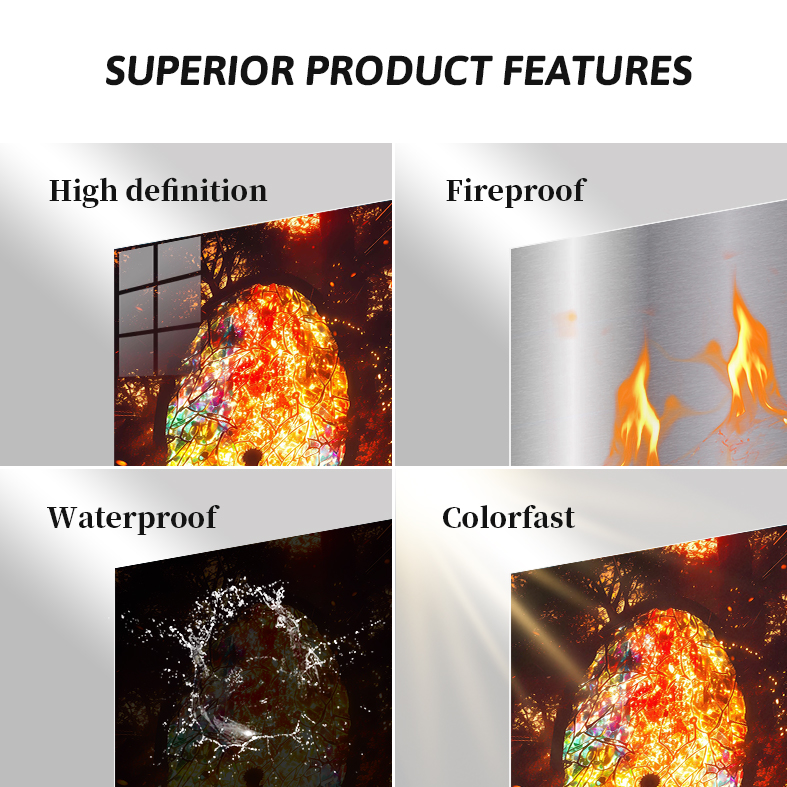 SUPERIOR PRODUCT FEATURES
High definition
Fireproof
Waterproof
Colorfast